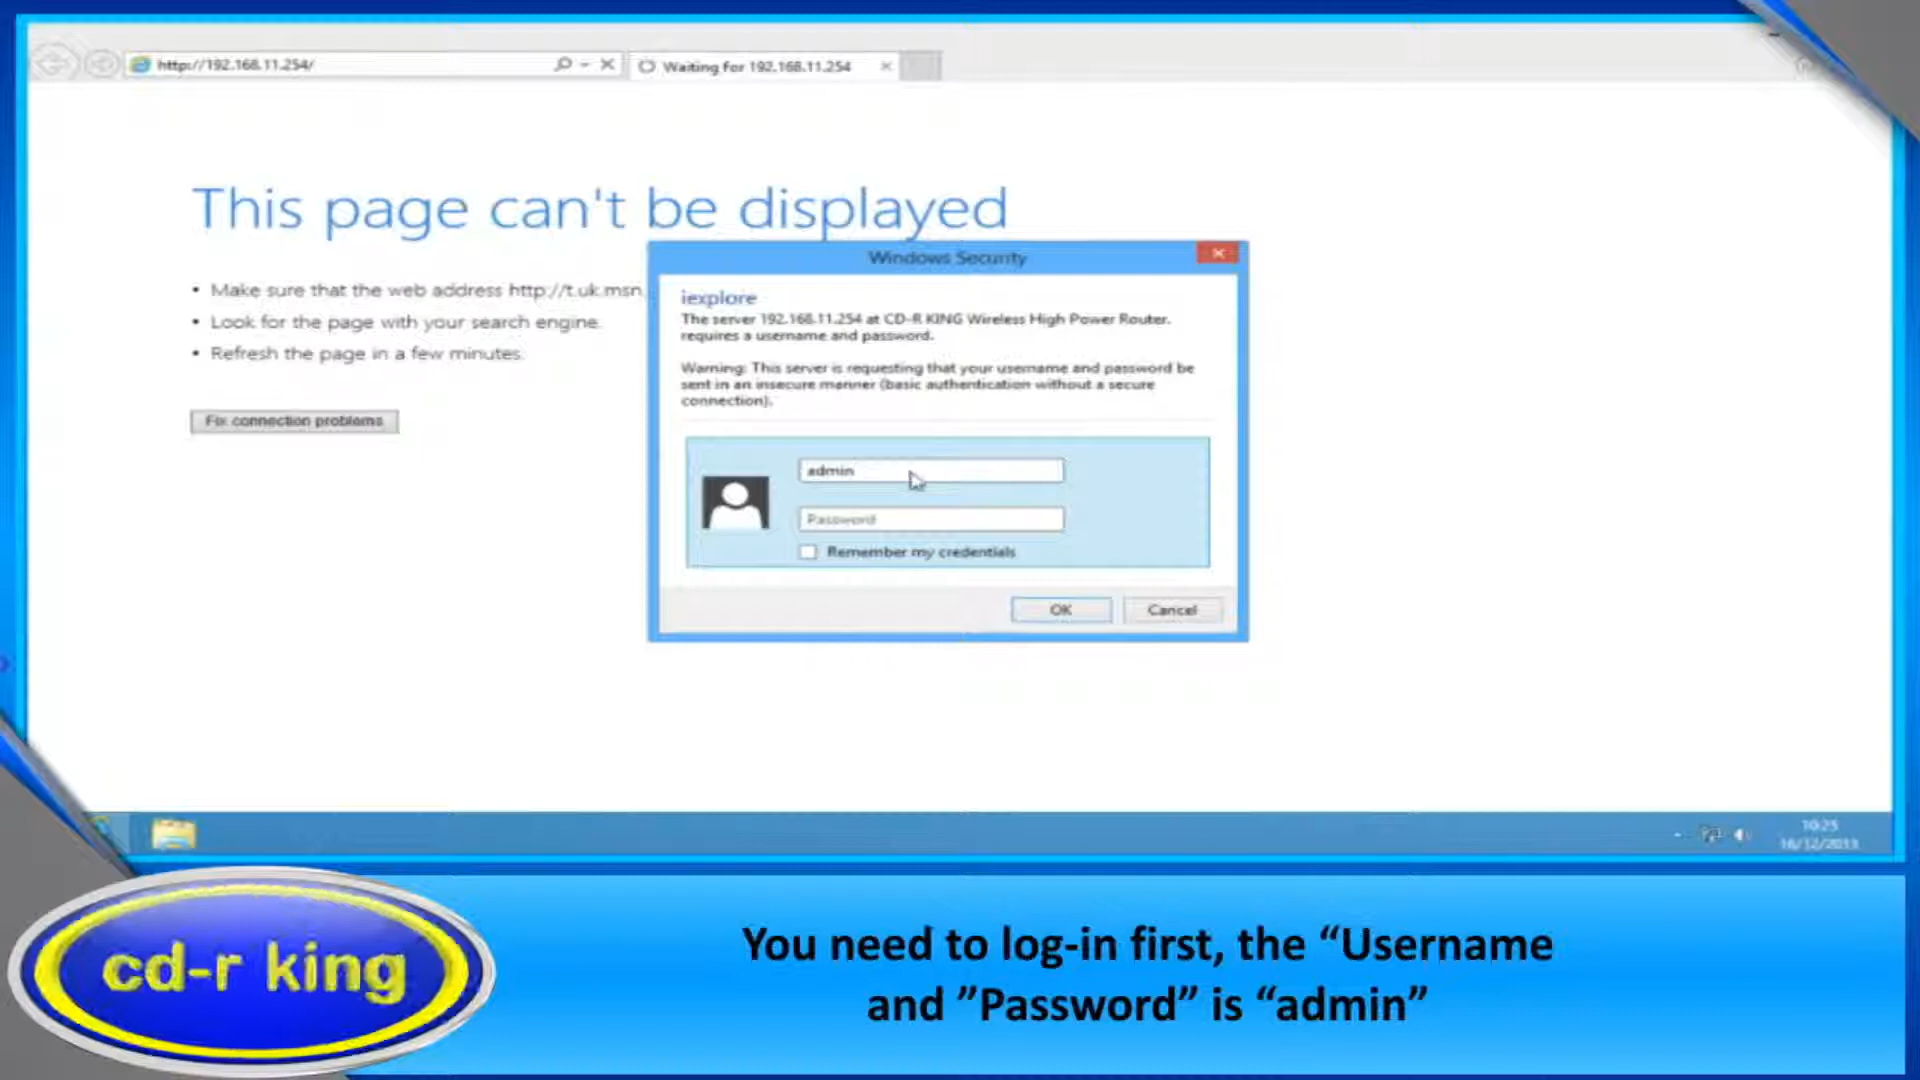 http://192.168.11.254/
Waiting for 192.168.11.254
This page can't be displayed
• Make sure that the web address http://t.uk.msn.
• Look for the page with your search engine.
• Refresh the page in a few minutes.
Fix connection problems
Windows Security
iexplore
The server 192.168.11.254 at CD-R KING Wireless High Power Router.
requires a username and password.
Warning: This server is requesting that your username and password be
sent in an insecure manner (basic authentication without a secure
connection).
admin
Password
Remember my credentials
OK
Cancel
10:25
16/12/2013
cd-r king
You need to log-in first, the “Username
and ”Password” is “admin”